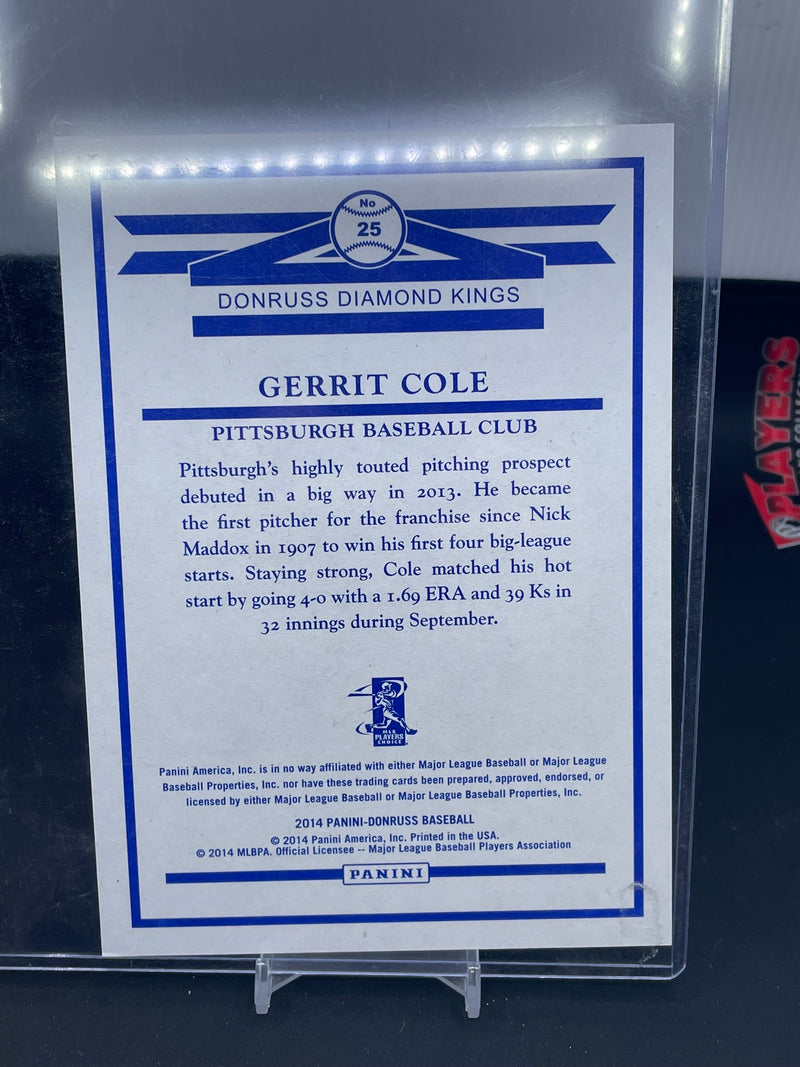 No
25
DONRUSS DIAMOND KINGS
GERRIT COLE
PITTSBURGH BASEBALL CLUB
Pittsburgh's highly touted pitching prospect
debuted in a big way in 2013. He became
the first pitcher for the franchise since Nick
Maddox in 1907 to win his first four big-league
starts. Staying strong, Cole matched his hot
start by going 4-0 with a 1.69 ERA and 39 Ks in
32 innings during September.
MLB
PLAYERS
CHOICE
Panini America, Inc. is in no way affiliated with either Major League Baseball or Major League
Baseball Properties, Inc. nor have these trading cards been prepared, approved, endorsed, or
licensed by either Major League Baseball or Major League Baseball Properties, Inc.
2014 PANINI-DONRUSS BASEBALL
© 2014 Panini America, Inc. Printed in the USA.
© 2014 MLBPA. Official Licensee -- Major League Baseball Players Association
PANINI
PLAYERS